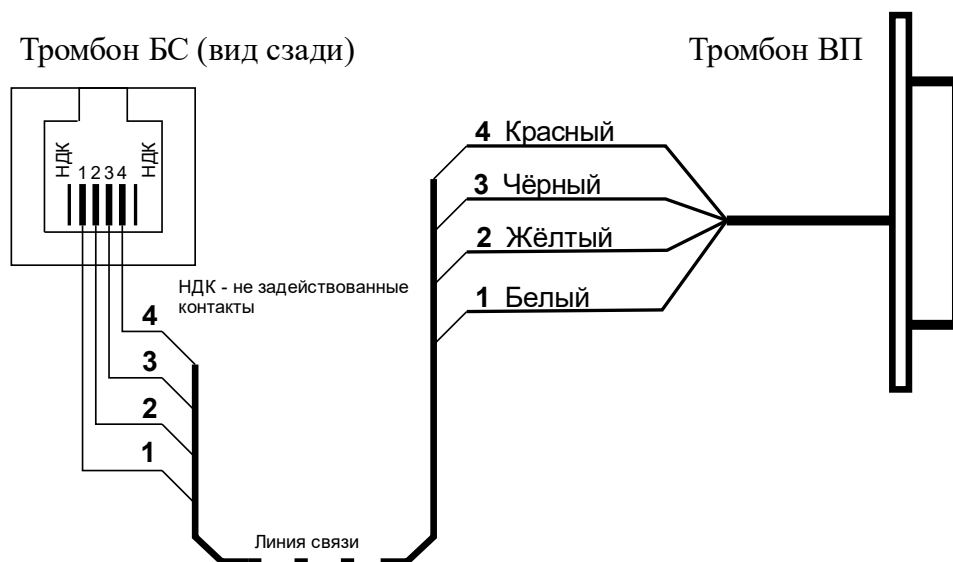 Тромбон БС (вид сзади)
Тромбон ВП
НДК
1234
НДК
4 Красный
3 Чёрный
2 Жёлтый
1 Белый
НДК - не задействованные
контакты
4
3
2
1
Линия связи